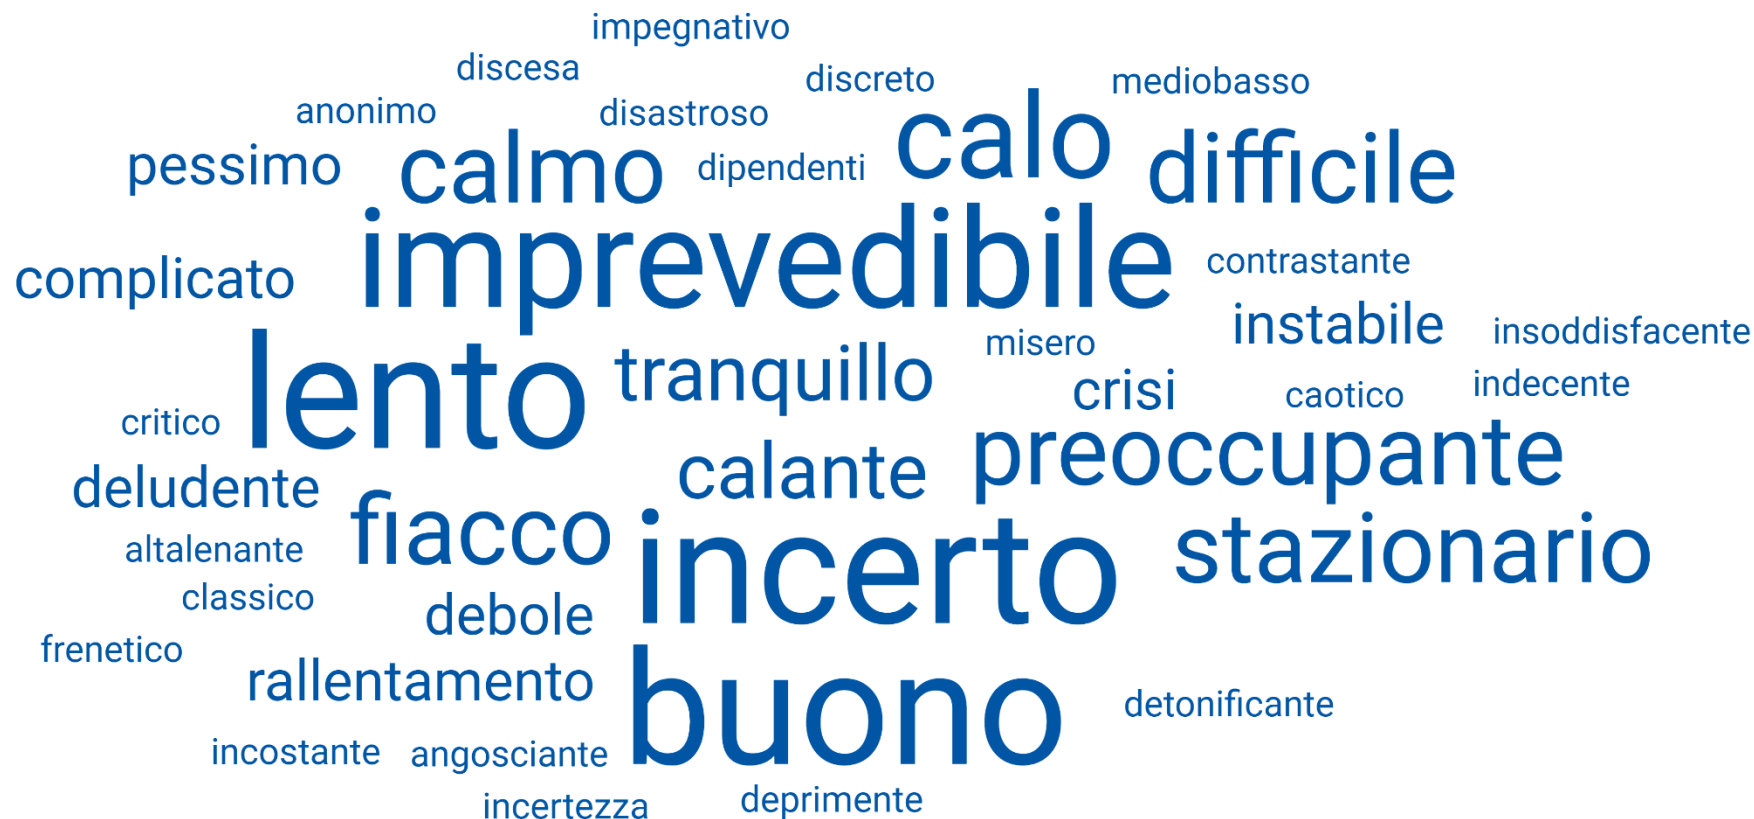 impegnativo
discesa
discreto
mediobasso
anonimo
disastroso
calo
pessimo
calmo
dipendenti
difficile
imprevedibile
complicato
contrastante
instabile
insoddisfacente
lento
tranquillo
misero
crisi
caotico
indecente
critico
preoccupante
deludente
calante
fiacco
altalenante
incerto
stazionario
classico
debole
frenetico
rallentamento
buono
detonificante
incostante
angosciante
incertezza
deprimente